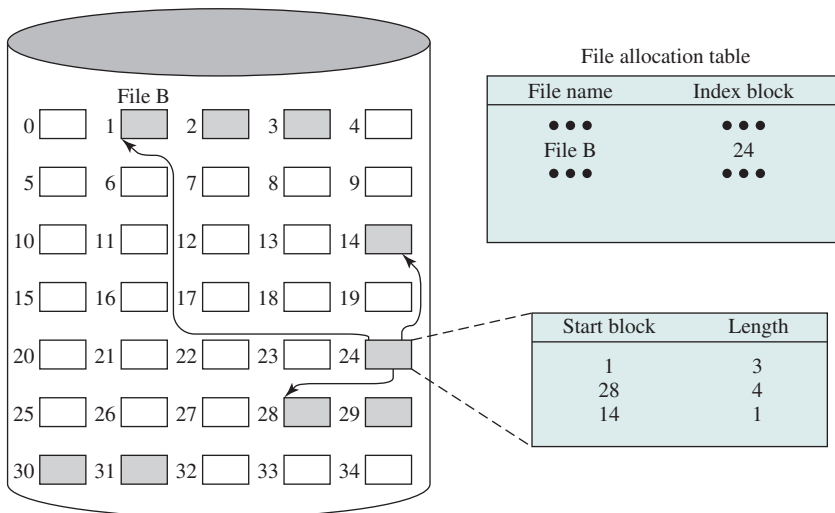 File B
0 1 2 3 4
5 6 7 8 9
10 11 12 13 14
15 16 17 18 19
20 21 22 23 24
25 26 27 28 29
30 31 32 33 34
File allocation table
File name Index block
••• •••
File B 24
••• •••
Start block Length
1 3
28 4
14 1